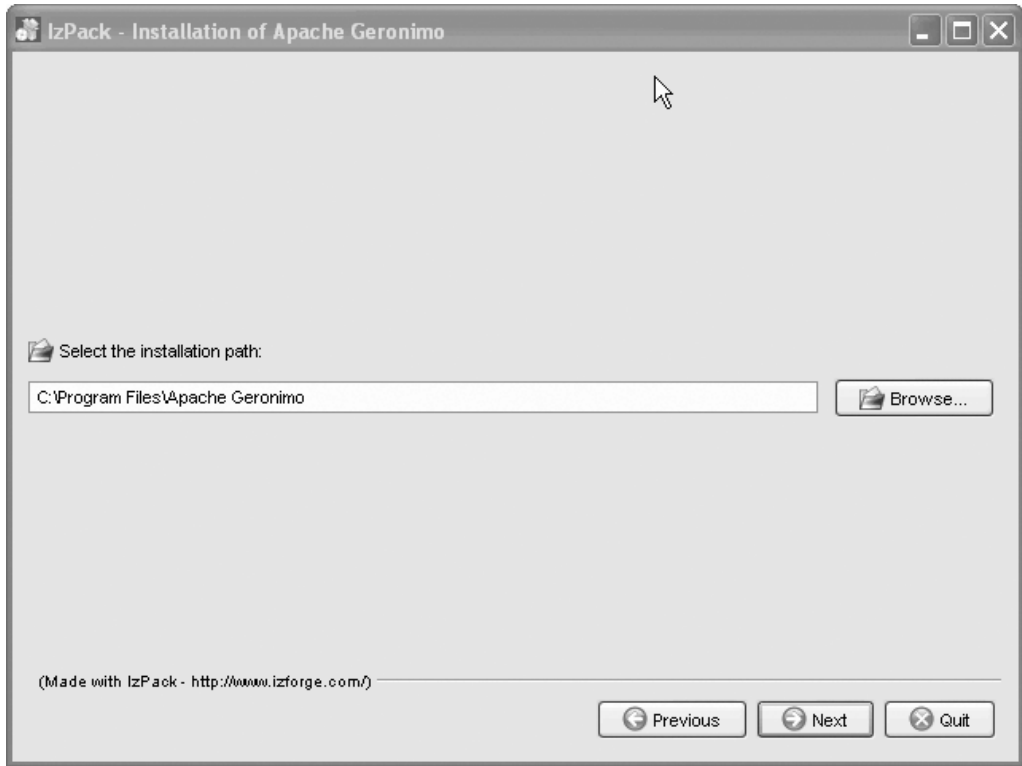 IzPack - Installation of Apache Geronimo
Select the installation path:
C:\Program Files\Apache Geronimo
Browse...
(Made with IzPack - http://www.izforge.com/)
Previous
Next
Quit